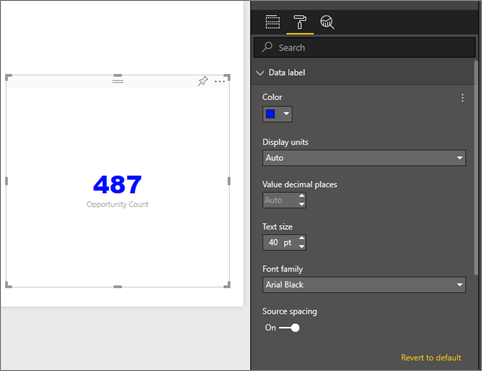 Search
Data label
Color
Display units
Auto
Value decimal places
Auto
Text size
40 pt
Font family
Arial Black
Source spacing
On
Revert to default
487
Opportunity Count